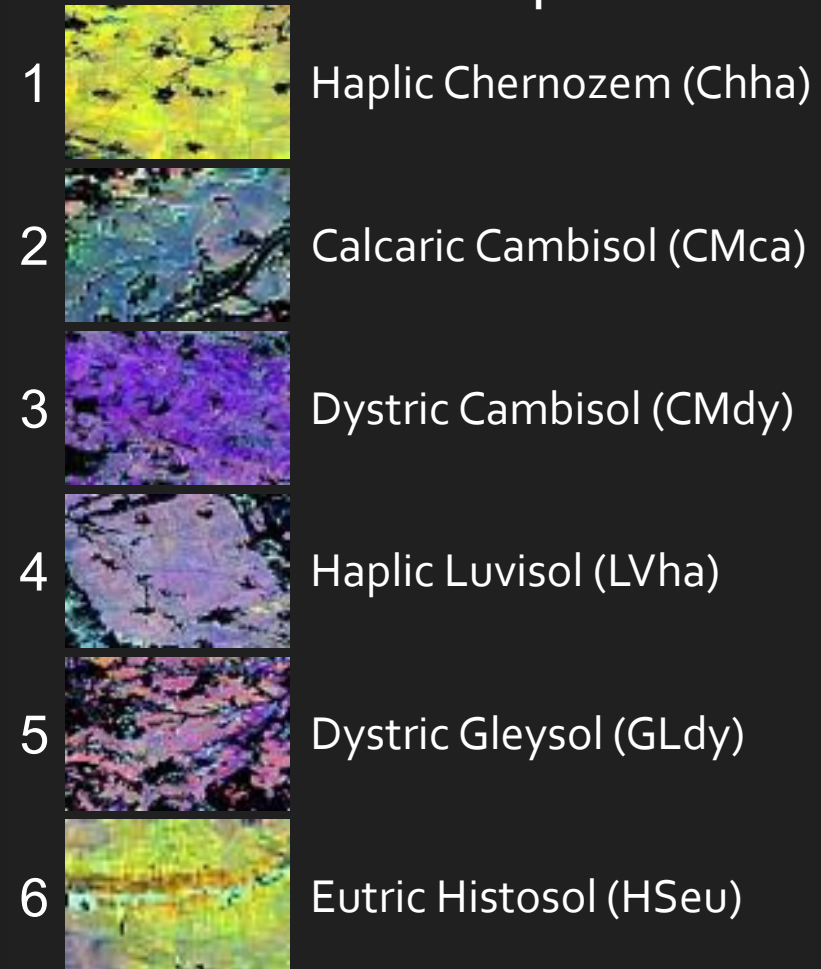 1 Haplic Chernozem (Chha)
2 Calcaric Cambisol (CMca)
3 Dystric Cambisol (CMdy)
4 Haplic Luvisol (LVha)
5 Dystric Gleysol (GLdy)
6 Eutric Histosol (HSeu)